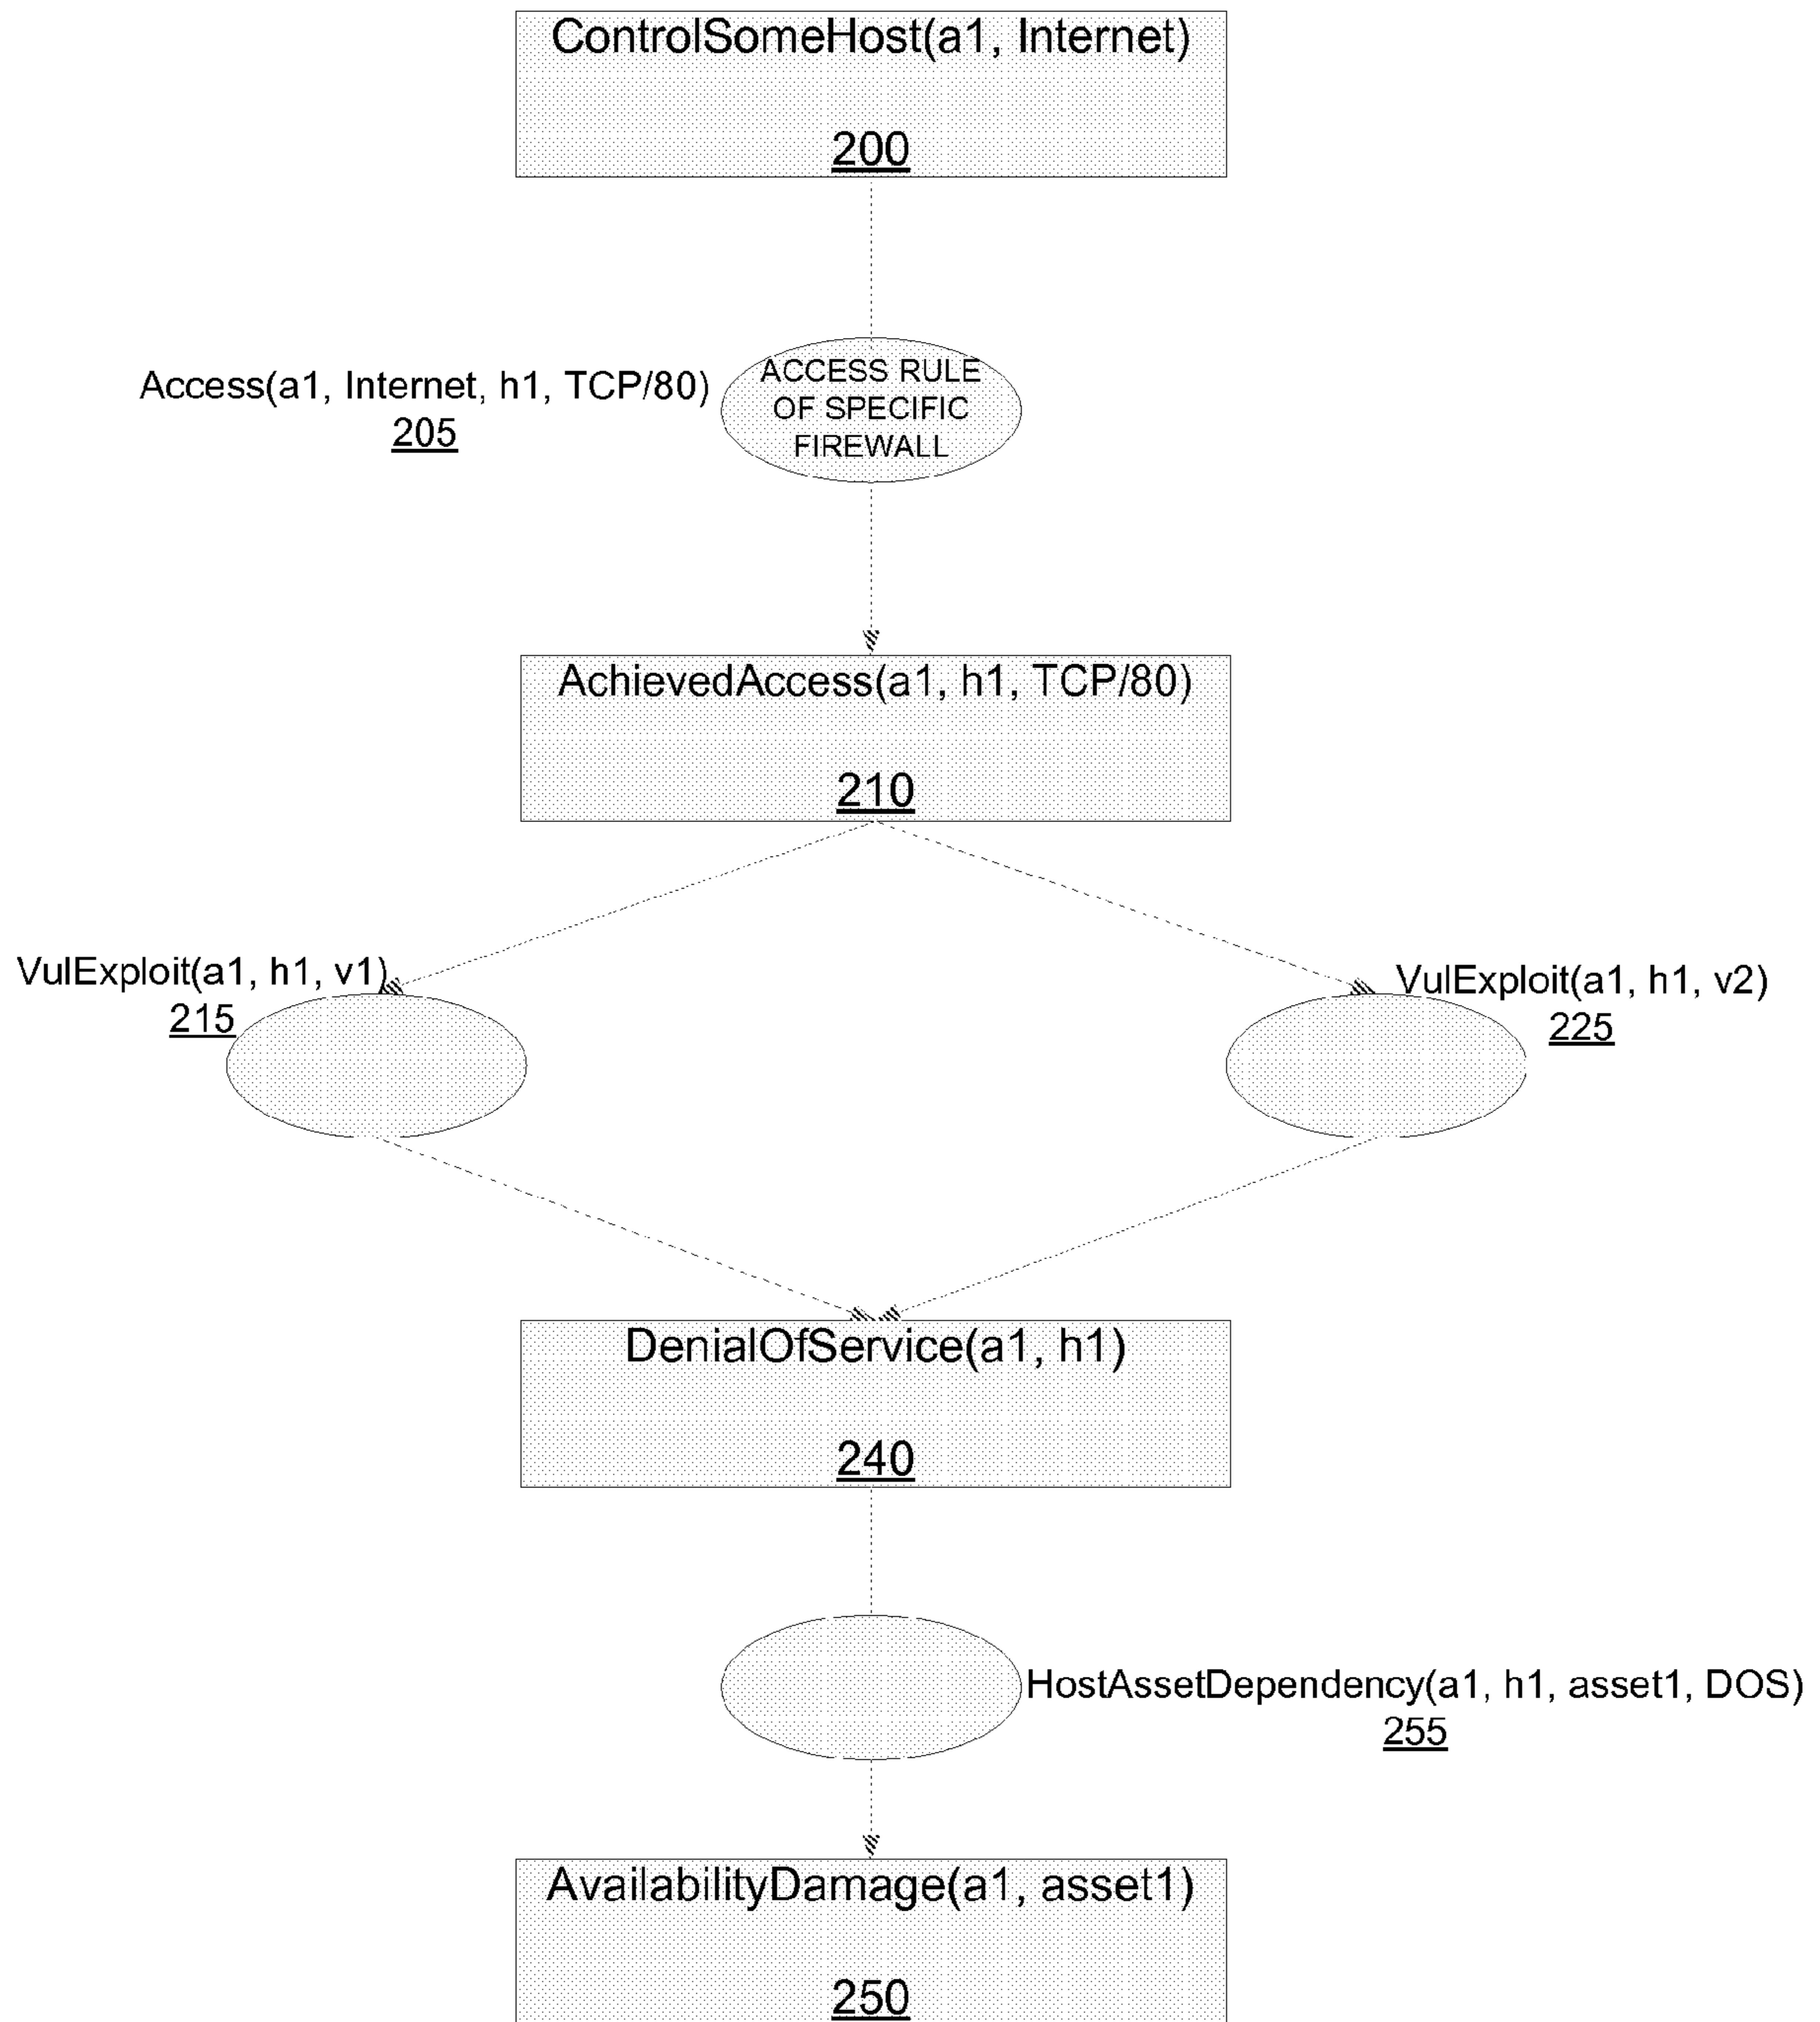 ControlSomeHost(a1, Internet)
200
Access(a1, Internet, h1, TCP/80)
205
ACCESS RULE
OF SPECIFIC
FIREWALL
AchievedAccess(a1, h1, TCP/80)
210
VulExploit(a1, h1, v1)
215
VulExploit(a1, h1, v2)
225
DenialOfService(a1, h1)
240
HostAssetDependency(a1, h1, asset1, DOS)
255
AvailabilityDamage(a1, asset1)
250